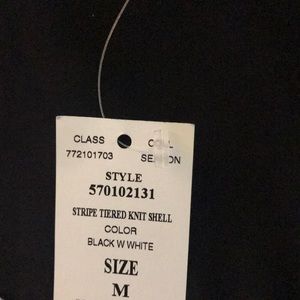 CLASS COLL
772101703 SEASON
STYLE
570102131
STRIPE TIERED KNIT SHELL
COLOR
BLACK W WHITE
SIZE
M